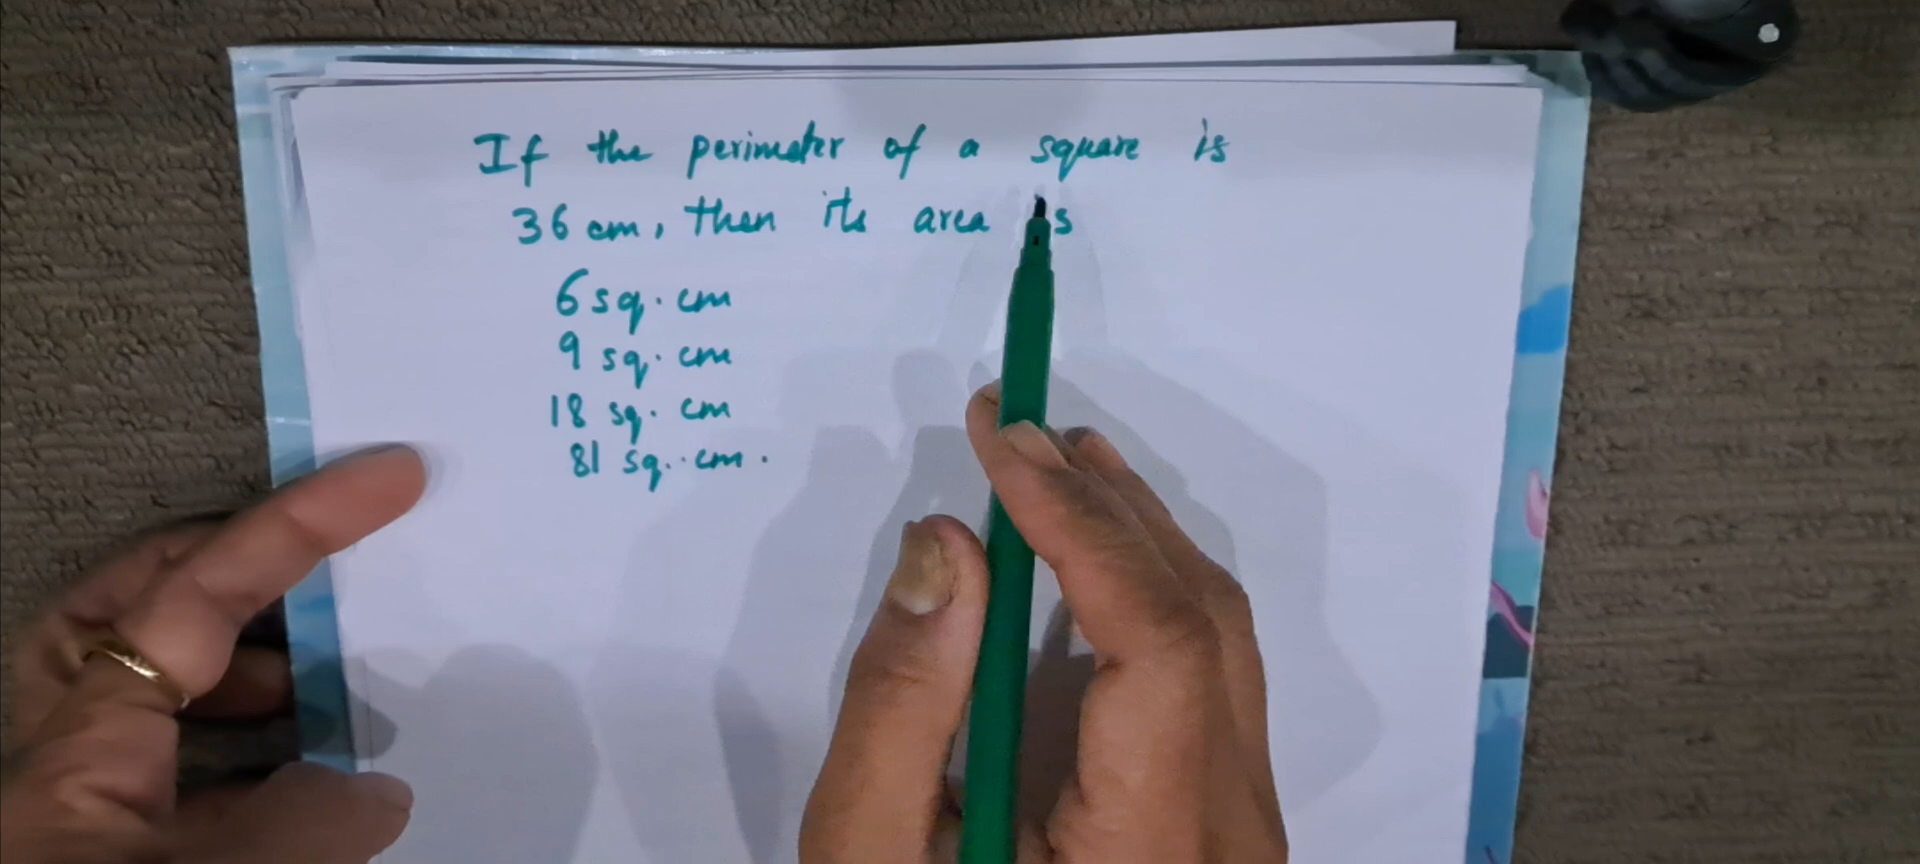 If the perimeter of a square is
36 cm, then its area is
6 sq. cm
9 sq. cm
18 sq. cm
81 sq. cm.